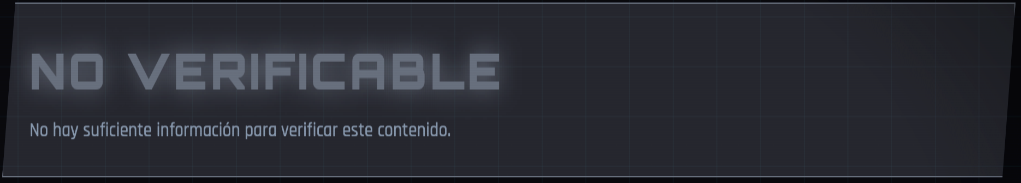 NO VERIFICABLE
No hay suficiente información para verificar este contenido.